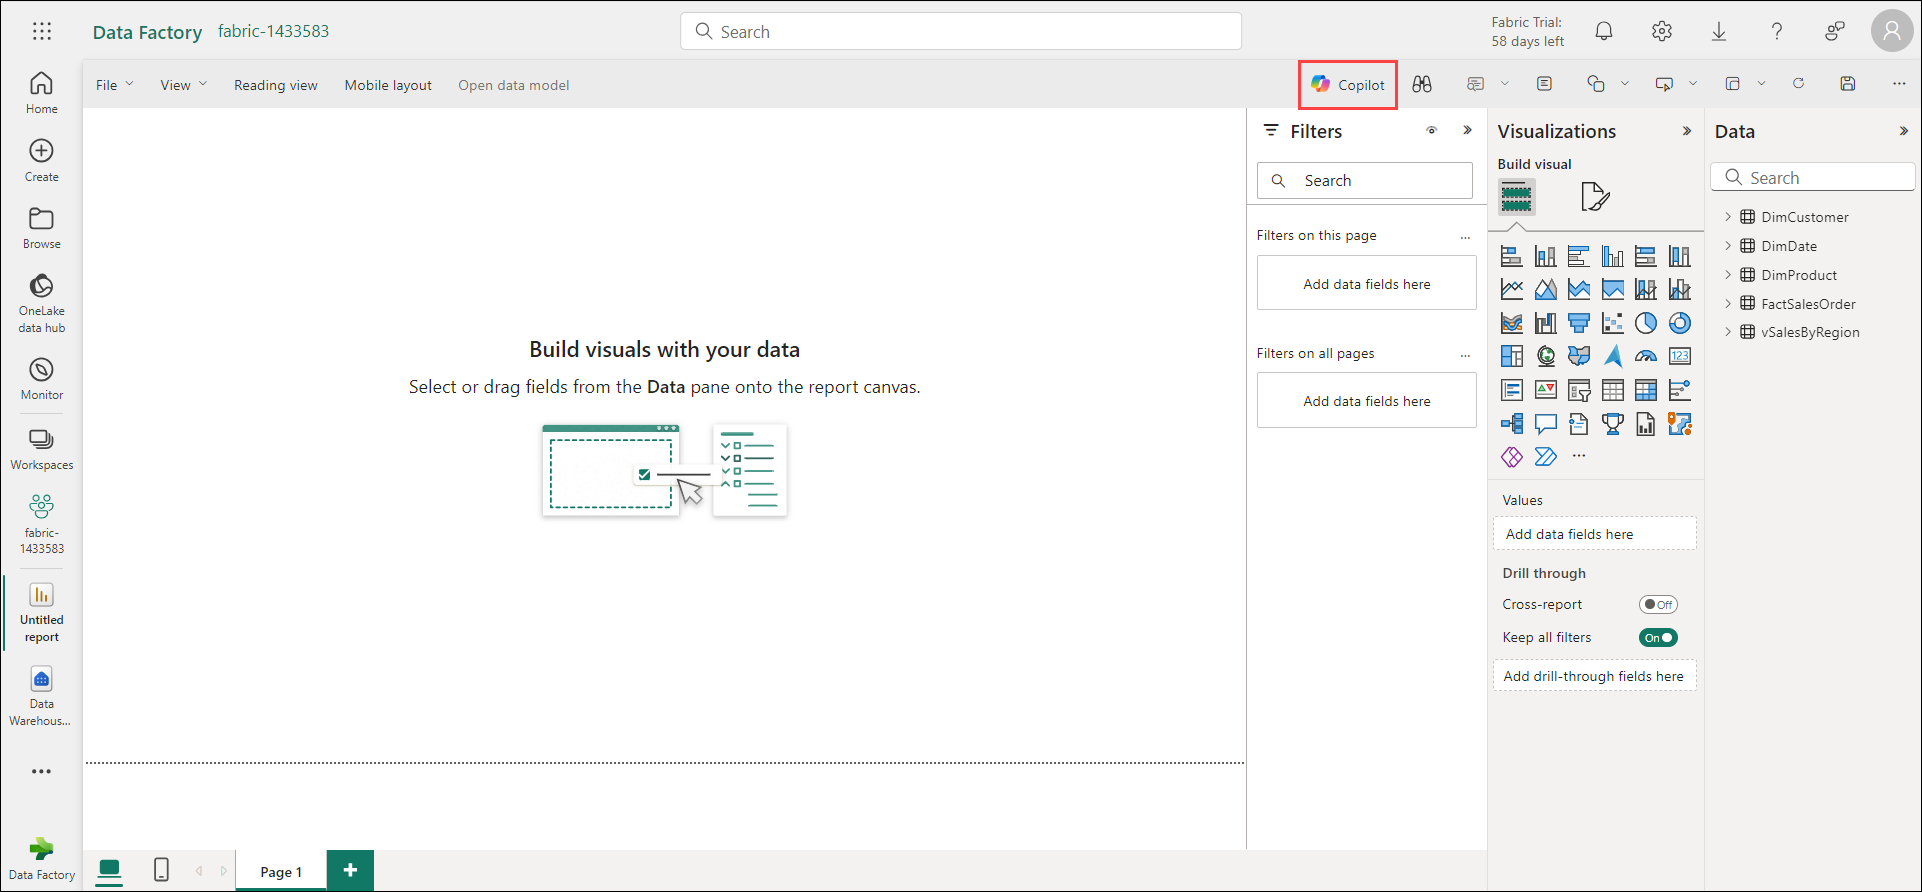 Data Factory fabric-1433583
Search
Fabric Trial:
58 days left
File View Reading view Mobile layout Open data model
Copilot
Home
Create
Browse
OneLake
data hub
Monitor
Workspaces
fabric-
1433583
Untitled
report
Data
Warehous...
Data Factory
Build visuals with your data
Select or drag fields from the Data pane onto the report canvas.
Page 1
Filters
Search
Filters on this page
Add data fields here
Filters on all pages
Add data fields here
Visualizations
Build visual
123
Values
Add data fields here
Drill through
Cross-report Off
Keep all filters On
Add drill-through fields here
Data
Search
DimCustomer
DimDate
DimProduct
FactSalesOrder
vSalesByRegion